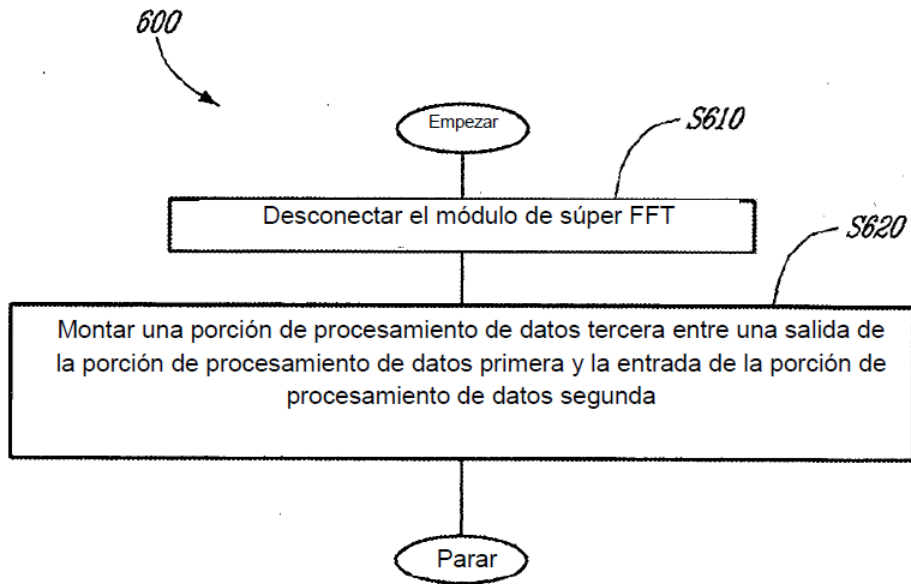 600
Empezar
S610
Desconectar el módulo de súper FFT
S620
Montar una porción de procesamiento de datos tercera entre una salida de
la porción de procesamiento de datos primera y la entrada de la porción de
procesamiento de datos segunda
Parar